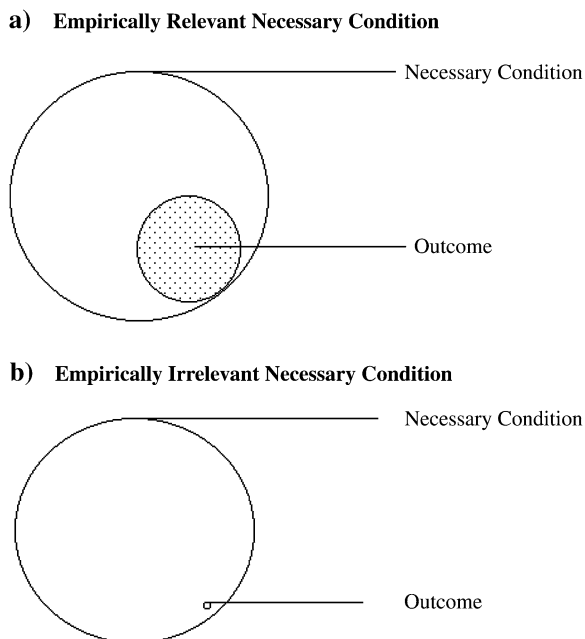 a) Empirically Relevant Necessary Condition
Necessary Condition
Outcome
b) Empirically Irrelevant Necessary Condition
Necessary Condition
Outcome